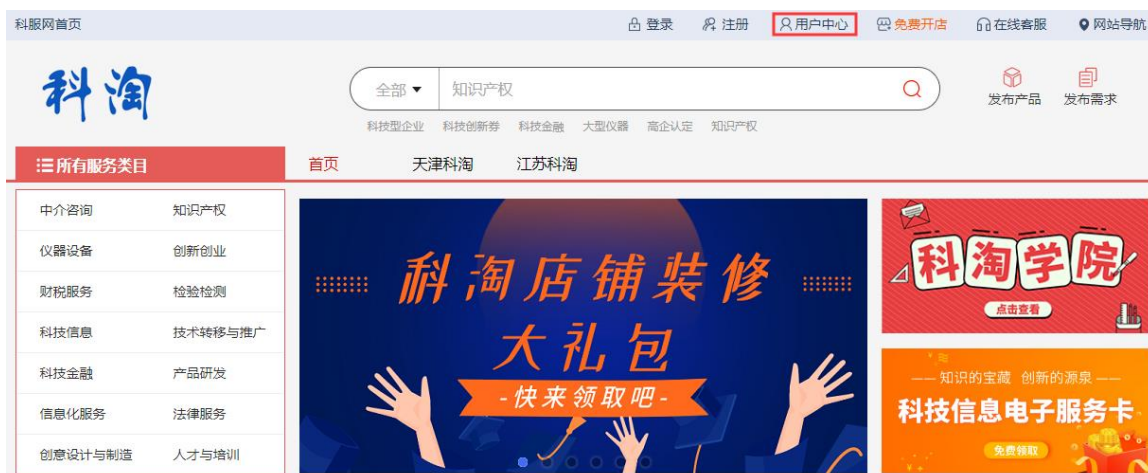 科服网首页 登录 注册 用户中心 免费开店 在线客服 网站导航
科淘
全部 知识产权
发布产品 发布需求
科技型企业 科技创新券 科技金融 大型仪器 高企认定 知识产权
所有服务类目 首页 天津科淘 江苏科淘
中介咨询 知识产权
仪器设备 创新创业
财税服务 检验检测
科技信息 技术转移与推广
科技金融 产品研发
信息化服务 法律服务
创意设计与制造 人才与培训
科淘店铺装修
大礼包
-快来领取吧-
科淘学院
点击查看
知识的宝藏 创新的源泉
科技信息电子服务卡
免费领取